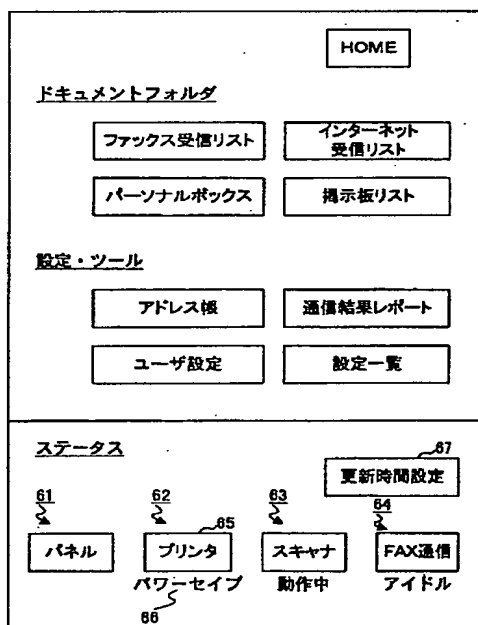 HOME
ドキュメントフォルダ
ファックス受信リスト
インターネット
受信リスト
パーソナルボックス
掲示板リスト
設定・ツール
アドレス帳
通信結果レポート
ユーザ設定
設定一覧
ステータス
67
更新時間設定
61
62
63
64
65
パネル
プリンタ
スキャナ
FAX通信
パワーセイブ
動作中
アイドル
66